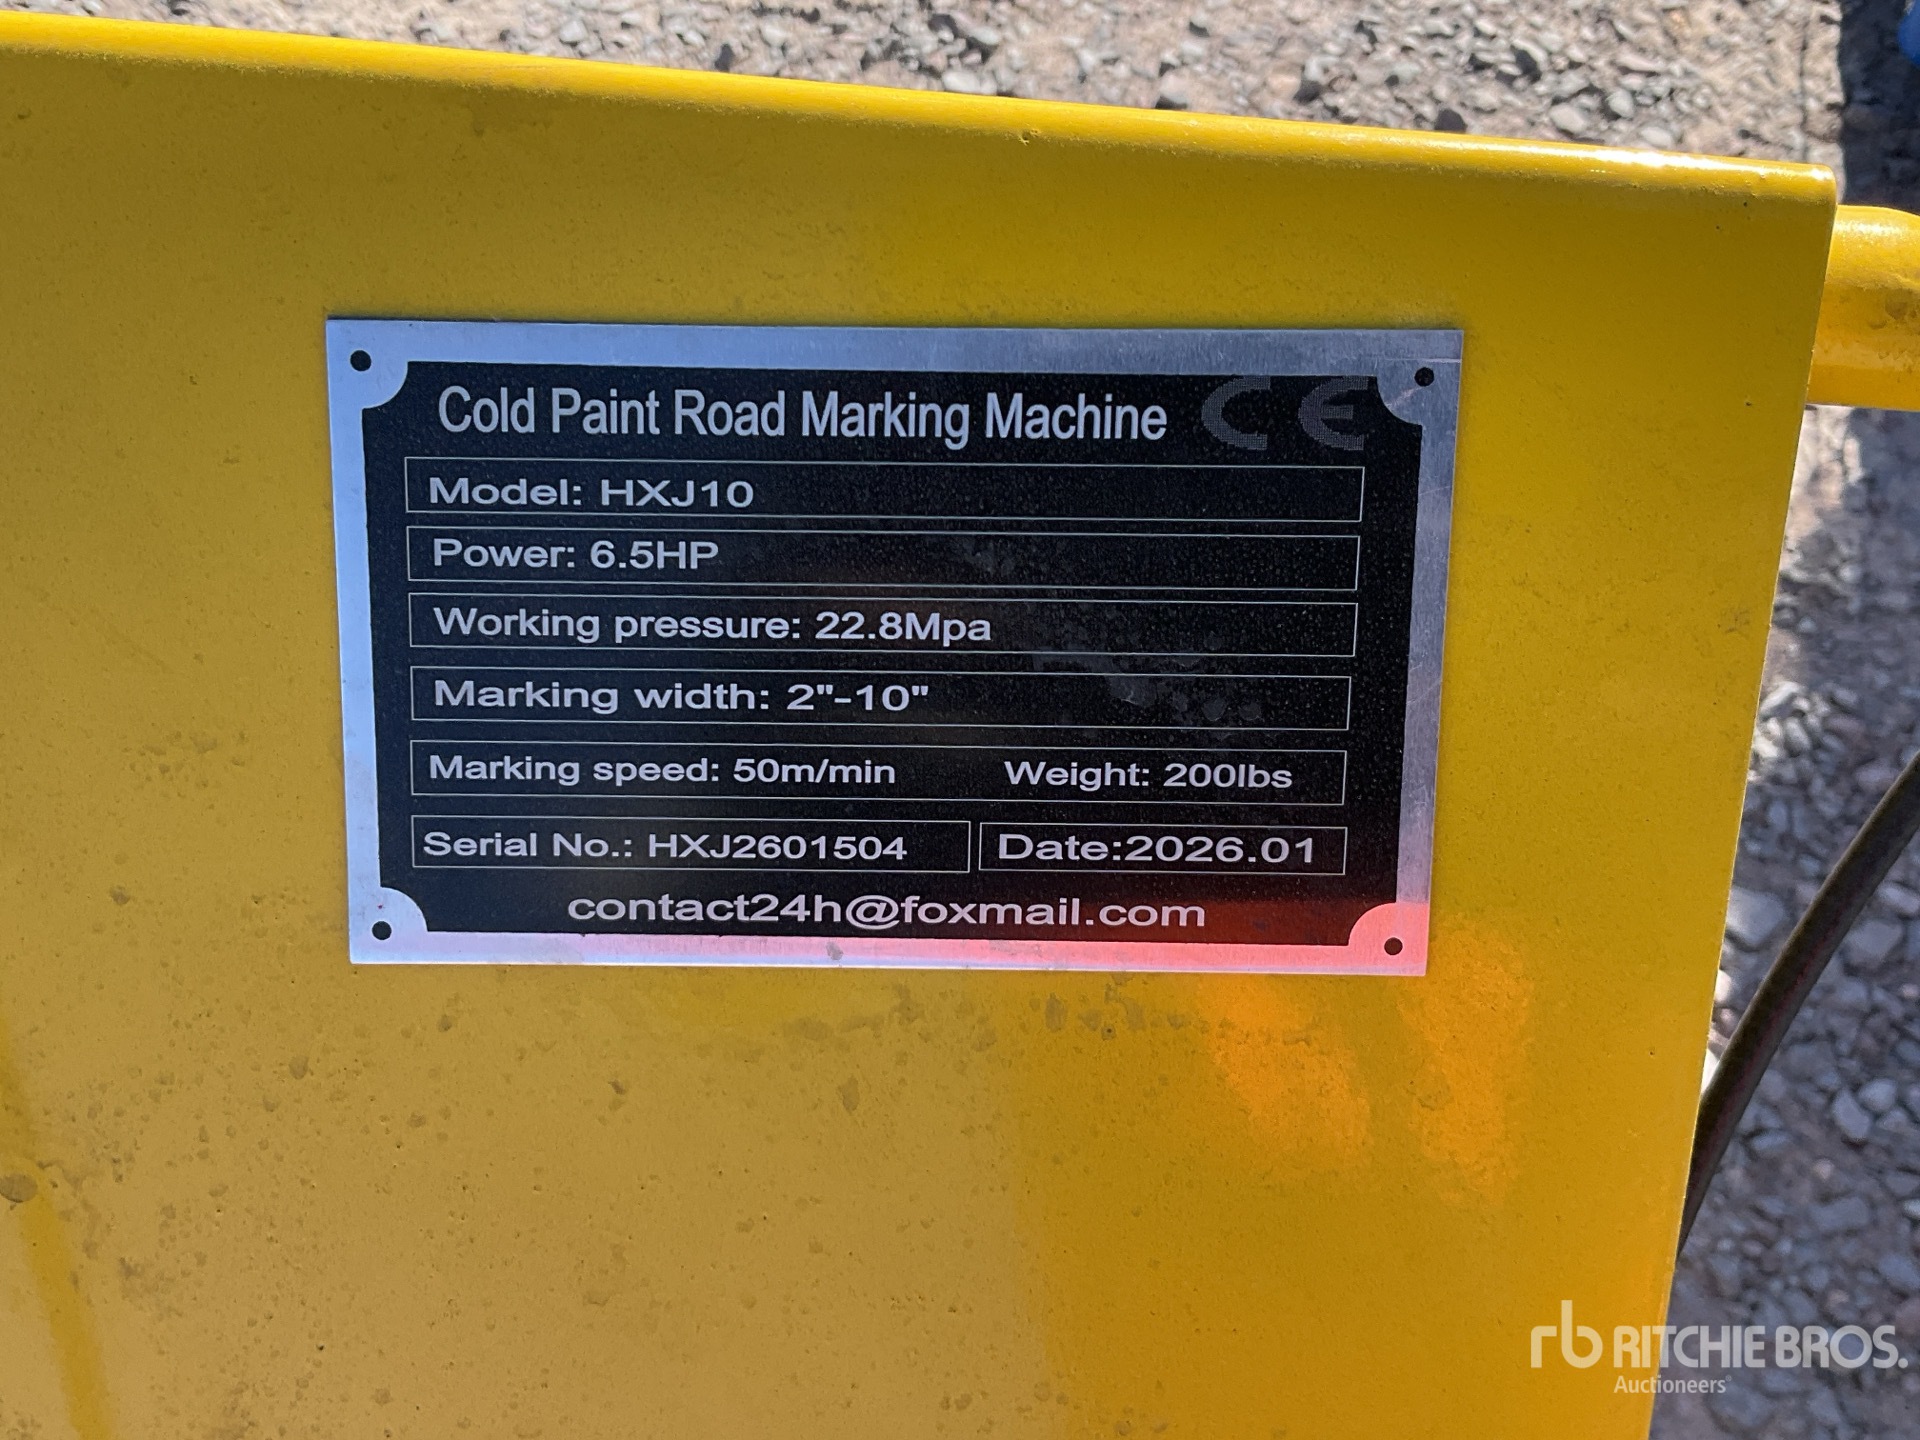 Cold Paint Road Marking Machine CE
Model: HXJ10
Power: 6.5HP
Working pressure: 22.8Mpa
Marking width: 2"-10"
Marking speed: 50m/min Weight: 200lbs
Serial No.: HXJ2601504 Date:2026.01
contact24h@foxmail.com
rb RITCHIE BROS.
Auctioneers